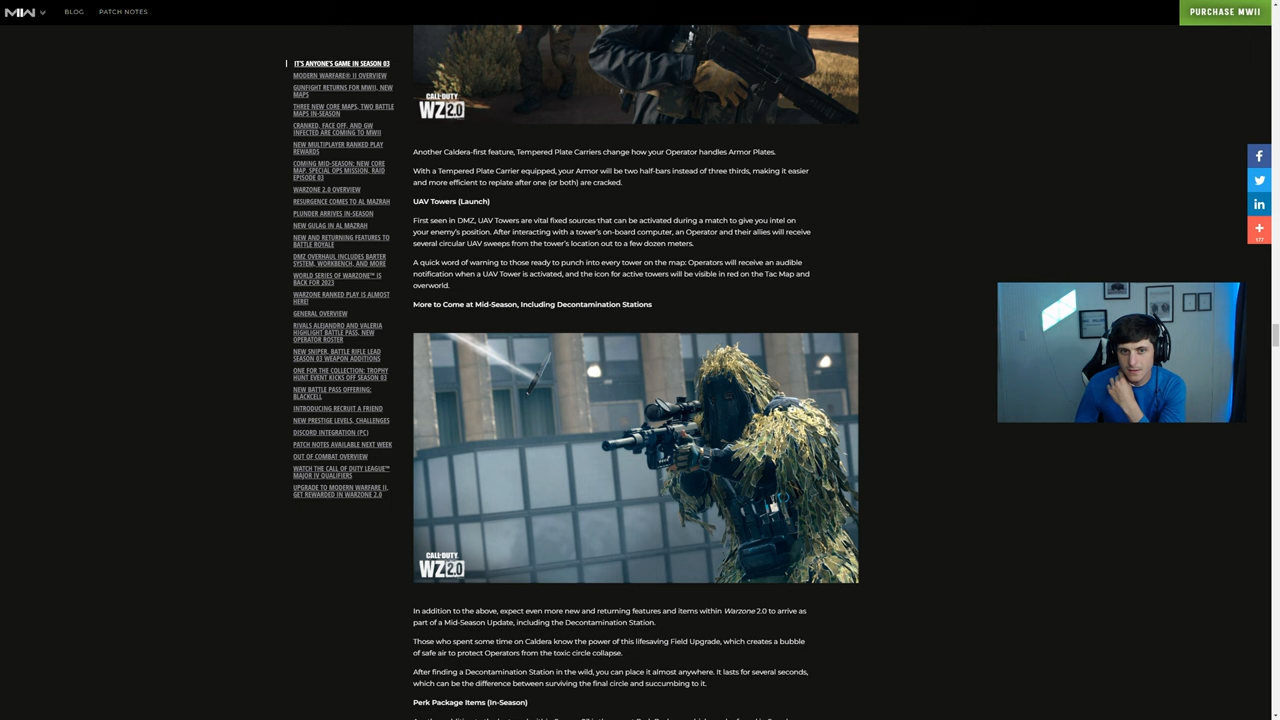 MW
BLOG
PATCH NOTES
PURCHASE MWII
IT'S ANYONE'S GAME IN SEASON 03
MODERN WARFARE® II OVERVIEW
GUNFIGHT RETURNS FOR MWII, NEW
MAPS
THREE NEW CORE MAPS, TWO BATTLE
MAPS IN-SEASON
CRANKED, FACE OFF, AND GW
INFECTED ARE COMING TO MWII
NEW MULTIPLAYER RANKED PLAY
REWARDS
COMING MID-SEASON: NEW CORE
MAP, SPECIAL OPS MISSION, RAID
EPISODE 03
WARZONE 2.0 OVERVIEW
RESURGENCE COMES TO AL MAZRAH
PLUNDER ARRIVES IN-SEASON
NEW GULAG IN AL MAZRAH
NEW AND RETURNING FEATURES TO
BATTLE ROYALE
DMZ OVERHAUL INCLUDES BARTER
SYSTEM, WORKBENCH, AND MORE
WORLD SERIES OF WARZONE™ IS
BACK FOR 2023
WARZONE RANKED PLAY IS ALMOST
HERE!
GENERAL OVERVIEW
RIVALS ALEJANDRO AND VALERIA
HIGHLIGHT BATTLE PASS, NEW
OPERATOR ROSTER
NEW SNIPER, BATTLE RIFLE LEAD
SEASON 03 WEAPON ADDITIONS
ONE FOR THE COLLECTION: TROPHY
HUNT EVENT KICKS OFF SEASON 03
NEW BATTLE PASS OFFERING:
BLACKCELL
INTRODUCING RECRUIT A FRIEND
NEW PRESTIGE LEVELS, CHALLENGES
DISCORD INTEGRATION (PC)
PATCH NOTES AVAILABLE NEXT WEEK
OUT OF COMBAT OVERVIEW
WATCH THE CALL OF DUTY LEAGUE™
MAJOR IV QUALIFIERS
UPGRADE TO MODERN WARFARE II,
GET REWARDED IN WARZONE 2.0
CALL·DUTY
WZ 2.0
Another Caldera-first feature, Tempered Plate Carriers change how your Operator handles Armor Plates.
With a Tempered Plate Carrier equipped, your Armor will be two half-bars instead of three thirds, making it easier
and more efficient to replate after one (or both) are cracked.
UAV Towers (Launch)
First seen in DMZ, UAV Towers are vital fixed sources that can be activated during a match to give you intel on
your enemy's position. After interacting with a tower's on-board computer, an Operator and their allies will receive
several circular UAV sweeps from the tower's location out to a few dozen meters.
A quick word of warning to those ready to punch into every tower on the map: Operators will receive an audible
notification when a UAV Tower is activated, and the icon for active towers will be visible in red on the Tac Map and
overworld.
More to Come at Mid-Season, Including Decontamination Stations
CALL·DUTY
WZ 2.0
In addition to the above, expect even more new and returning features and items within Warzone 2.0 to arrive as
part of a Mid-Season Update, including the Decontamination Station.
Those who spent some time on Caldera know the power of this lifesaving Field Upgrade, which creates a bubble
of safe air to protect Operators from the toxic circle collapse.
After finding a Decontamination Station in the wild, you can place it almost anywhere. It lasts for several seconds,
which can be the difference between surviving the final circle and succumbing to it.
Perk Package Items (In-Season)
177